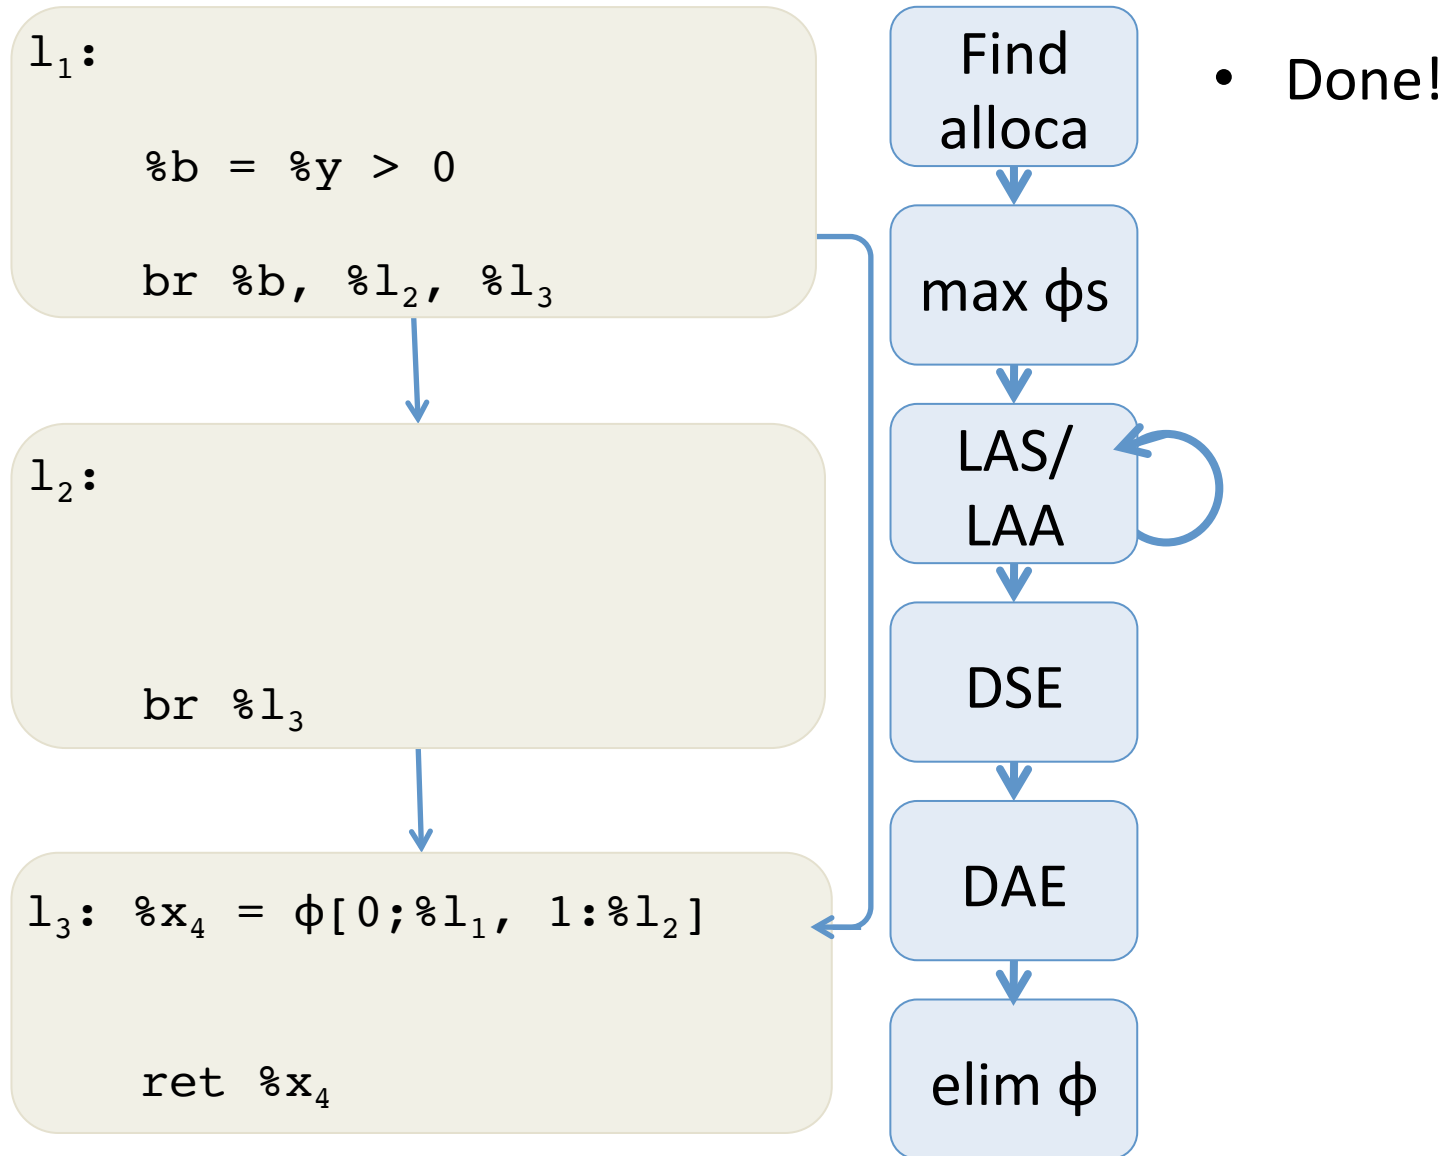 l₁:
%b = %y > 0
br %b, %l₂, %l₃
l₂:
br %l₃
l₃: %x₄ = ϕ[0;%l₁, 1:%l₂]
ret %x₄
Find
alloca
max ϕs
LAS/
LAA
DSE
DAE
elim ϕ
• Done!